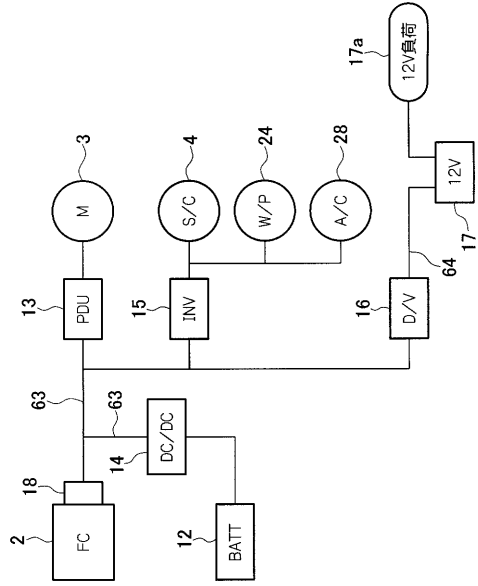 17a
12V負荷
3
M
4
S/C
24
W/P
28
A/C
12V
17
13
PDU
15
INV
64
16
D/V
63
63
14
DC/DC
18
2
FC
12
BATT